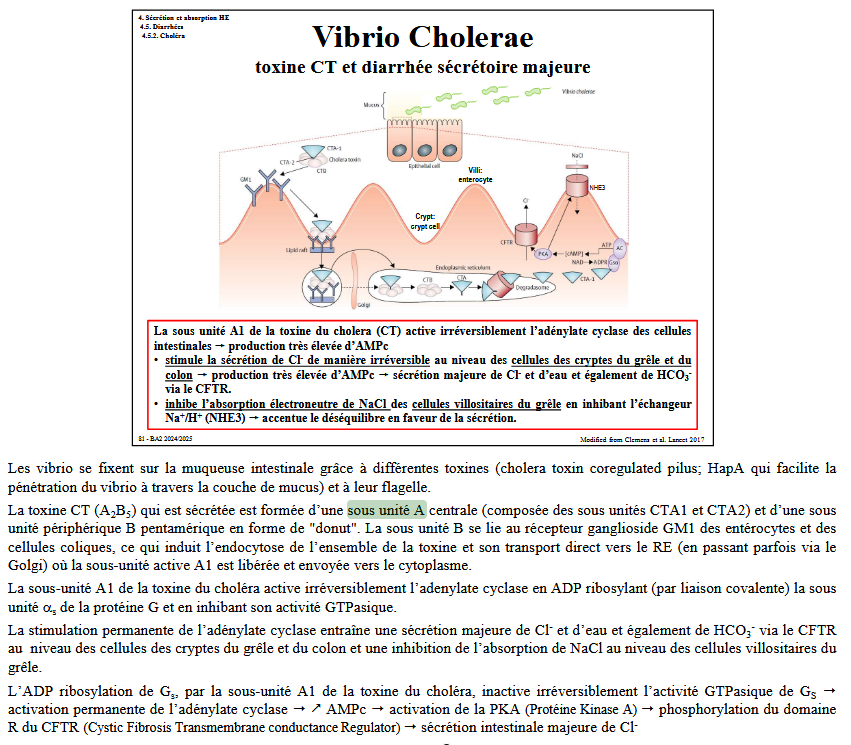 4. Sécrétion et absorption HE
4.5. Diarrhées
4.5.2. Choléra
Vibrio Cholerae
toxine CT et diarrhée sécrétoire majeure
Mucus
Vibrio cholerae
Epithelial cell
CTA-1
CTA-2
Cholera toxin
CTB
GM1
Villi:
enterocyte
NaCl
NHE3
Crypt:
crypt cell
Cl-
CFTR
PKA
[cAMP]
ATP
AC
NAD
ADPR
Gsα
Lipid raft
Endoplasmic reticulum
CTB
CTA
Degradasome
CTA-1
Golgi
La sous unité A1 de la toxine du cholera (CT) active irréversiblement l’adénylate cyclase des cellules
intestinales → production très élevée d’AMPc
• stimule la sécrétion de Cl- de manière irréversible au niveau des cellules des cryptes du grêle et du
colon → production très élevée d’AMPc → sécrétion majeure de Cl- et d’eau et également de HCO3-
via le CFTR.
• inhibe l’absorption électroneutre de NaCl des cellules villositaires du grêle en inhibant l’échangeur
Na+/H+ (NHE3) → accentue le déséquilibre en faveur de la sécrétion.
81 - BA2 2024/2025
Modified from Clemens et al. Lancet 2017
Les vibrio se fixent sur la muqueuse intestinale grâce à différentes toxines (cholera toxin coregulated pilus; HapA qui facilite la
pénétration du vibrio à travers la couche de mucus) et à leur flagelle.
La toxine CT (A2B5) qui est sécrétée est formée d’une sous unité A centrale (composée des sous unités CTA1 et CTA2) et d’une sous
unité périphérique B pentamérique en forme de "donut". La sous unité B se lie au récepteur ganglioside GM1 des entérocytes et des
cellules coliques, ce qui induit l’endocytose de l’ensemble de la toxine et son transport direct vers le RE (en passant parfois via le
Golgi) où la sous-unité active A1 est libérée et envoyée vers le cytoplasme.
La sous-unité A1 de la toxine du choléra active irréversiblement l’adenylate cyclase en ADP ribosylant (par liaison covalente) la sous
unité αs de la protéine G et en inhibant son activité GTPasique.
La stimulation permanente de l’adénylate cyclase entraîne une sécrétion majeure de Cl- et d’eau et également de HCO3- via le CFTR
au niveau des cellules des cryptes du grêle et du colon et une inhibition de l’absorption de NaCl au niveau des cellules villositaires du
grêle.
L’ADP ribosylation de Gs, par la sous-unité A1 de la toxine du choléra, inactive irréversiblement l’activité GTPasique de GS →
activation permanente de l’adénylate cyclase → ↗ AMPc → activation de la PKA (Protéine Kinase A) → phosphorylation du domaine
R du CFTR (Cystic Fibrosis Transmembrane conductance Regulator) → sécrétion intestinale majeure de Cl-